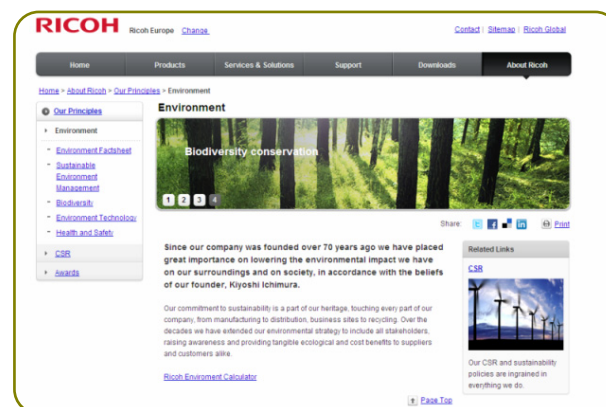 RICOH Ricoh Europe Change
Contact | Sitemap | Ricoh Global
Home Products Services & Solutions Support Downloads About Ricoh
Home > About Ricoh > Our Principles > Environment
Our Principles
Environment
Environment Factsheet
Sustainable
Environment
Management
Biodiversity
Environment Technology
Health and Safety
CSR
Awards
Environment
Biodiversity conservation
1 2 3 4
Share Print
Since our company was founded over 70 years ago we have placed
great importance on lowering the environmental impact we have
on our surroundings and on society, in accordance with the beliefs
of our founder, Kiyoshi Ichimura.
Our commitment to sustainability is a part of our heritage, touching every part of our
company, from manufacturing to distribution, business sites to recycling. Over the
decades we have extended our environmental strategy to include all stakeholders,
raising awareness and providing tangible ecological and cost benefits to suppliers
and customers alike.
Ricoh Enviroment Calculator
Page Top
Related Links
CSR
Our CSR and sustainability
policies are ingrained in
everything we do.